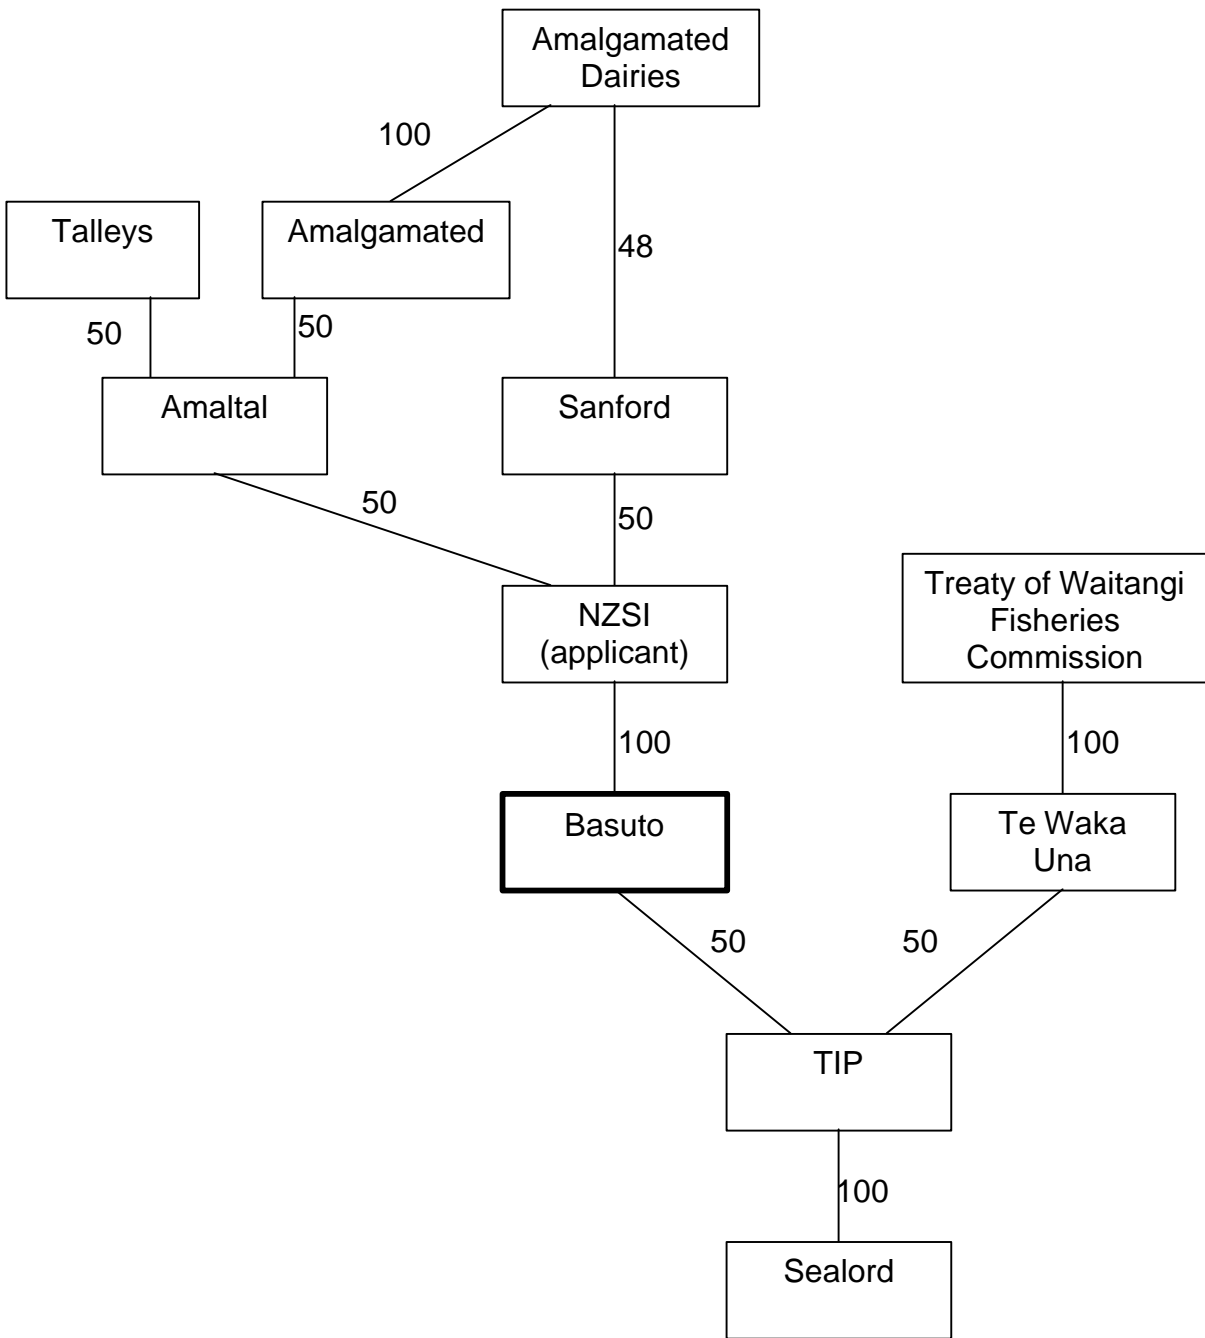 Amalgamated
Dairies
100
Talleys
Amalgamated
48
50
50
Amaltal
Sanford
50
50
NZSI
(applicant)
Treaty of Waitangi
Fisheries
Commission
100
100
Basuto
Te Waka
Una
50
50
TIP
100
Sealord